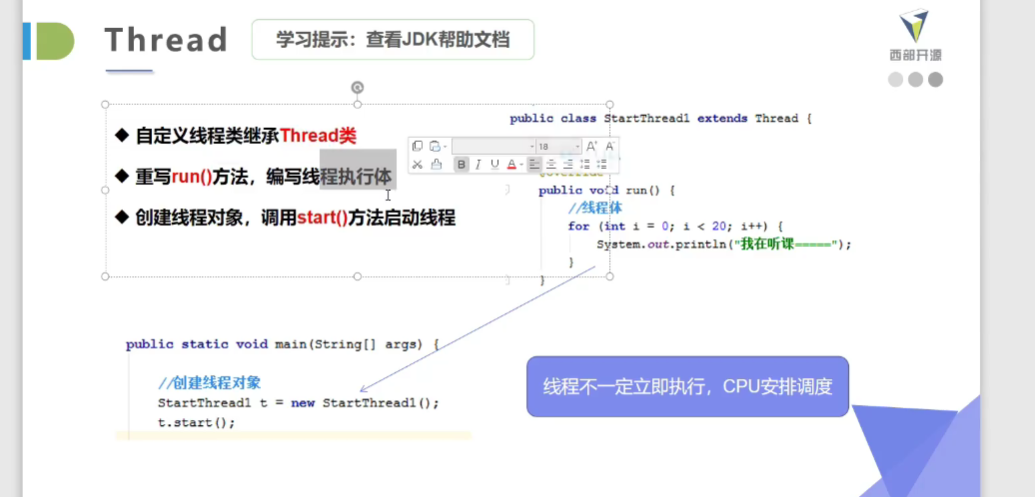 Thread
学习提示：查看JDK帮助文档
西部开源
◆ 自定义线程类继承Thread类
◆ 重写run()方法，编写线程执行体
◆ 创建线程对象，调用start()方法启动线程
18
B I U A
public class StartThread1 extends Thread {
@Override
public void run() {
//线程体
for (int i = 0; i < 20; i++) {
System.out.println("我在听课=====");
}
}
public static void main(String[] args) {
//创建线程对象
StartThread1 t = new StartThread1();
t.start();
线程不一定立即执行，CPU安排调度